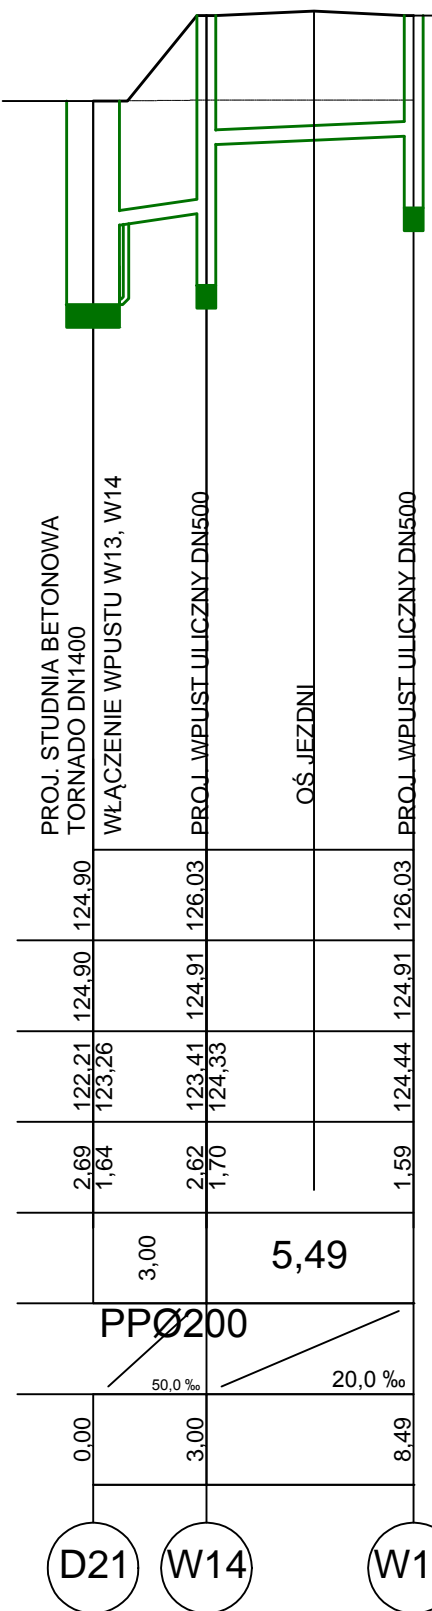 PROJ. STUDNIA BETONOWA
TORNADO DN1400
WŁĄCZENIE WPUSTU W13, W14
PROJ. WPUST ULICZNY DN500
OŚ JEZDNI
PROJ. WPUST ULICZNY DN500
124,90
126,03
126,03
124,90
124,91
124,91
122,21
123,26
123,41
124,33
124,44
2,69
1,64
2,62
1,70
1,59
3,00
5,49
PPØ200
50,0 ‰
20,0 ‰
0,00
3,00
8,49
D21
W14
W1